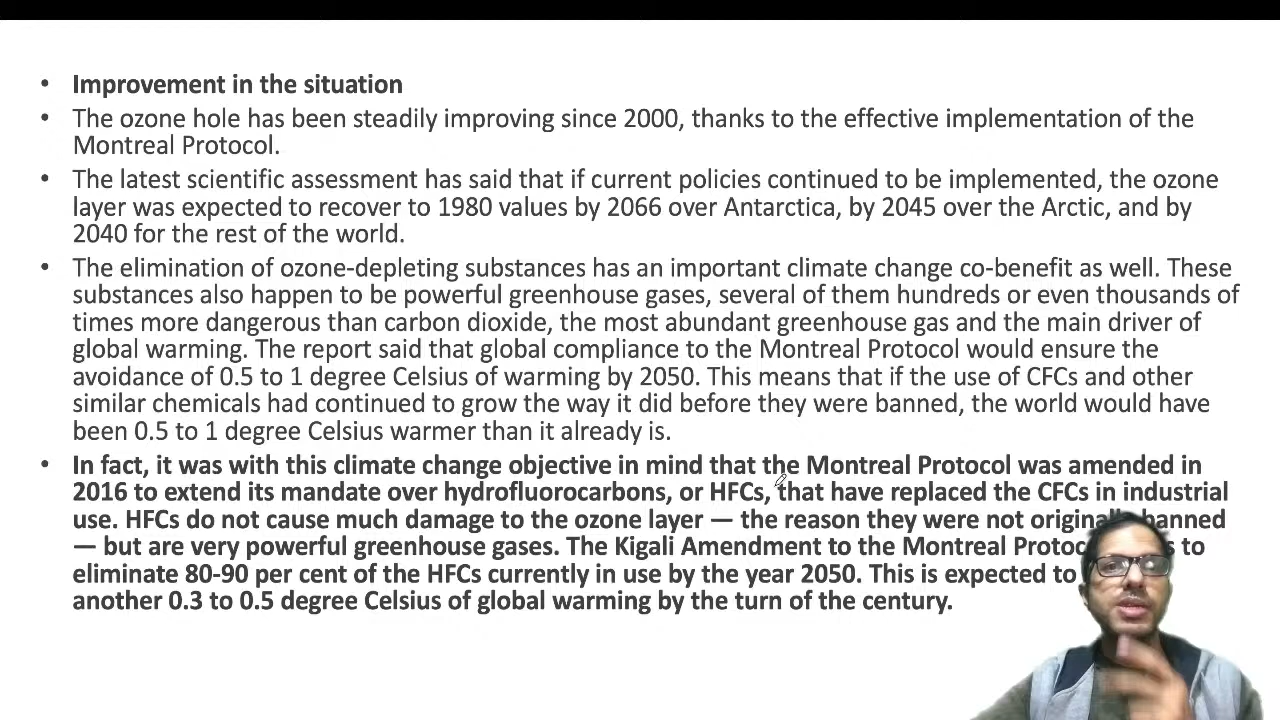 • Improvement in the situation
• The ozone hole has been steadily improving since 2000, thanks to the effective implementation of the
Montreal Protocol.
• The latest scientific assessment has said that if current policies continued to be implemented, the ozone
layer was expected to recover to 1980 values by 2066 over Antarctica, by 2045 over the Arctic, and by
2040 for the rest of the world.
• The elimination of ozone-depleting substances has an important climate change co-benefit as well. These
substances also happen to be powerful greenhouse gases, several of them hundreds or even thousands of
times more dangerous than carbon dioxide, the most abundant greenhouse gas and the main driver of
global warming. The report said that global compliance to the Montreal Protocol would ensure the
avoidance of 0.5 to 1 degree Celsius of warming by 2050. This means that if the use of CFCs and other
similar chemicals had continued to grow the way it did before they were banned, the world would have
been 0.5 to 1 degree Celsius warmer than it already is.
• In fact, it was with this climate change objective in mind that the Montreal Protocol was amended in
2016 to extend its mandate over hydrofluorocarbons, or HFCs, that have replaced the CFCs in industrial
use. HFCs do not cause much damage to the ozone layer — the reason they were not originally banned
— but are very powerful greenhouse gases. The Kigali Amendment to the Montreal Protocol to
eliminate 80-90 per cent of the HFCs currently in use by the year 2050. This is expected to
another 0.3 to 0.5 degree Celsius of global warming by the turn of the century.